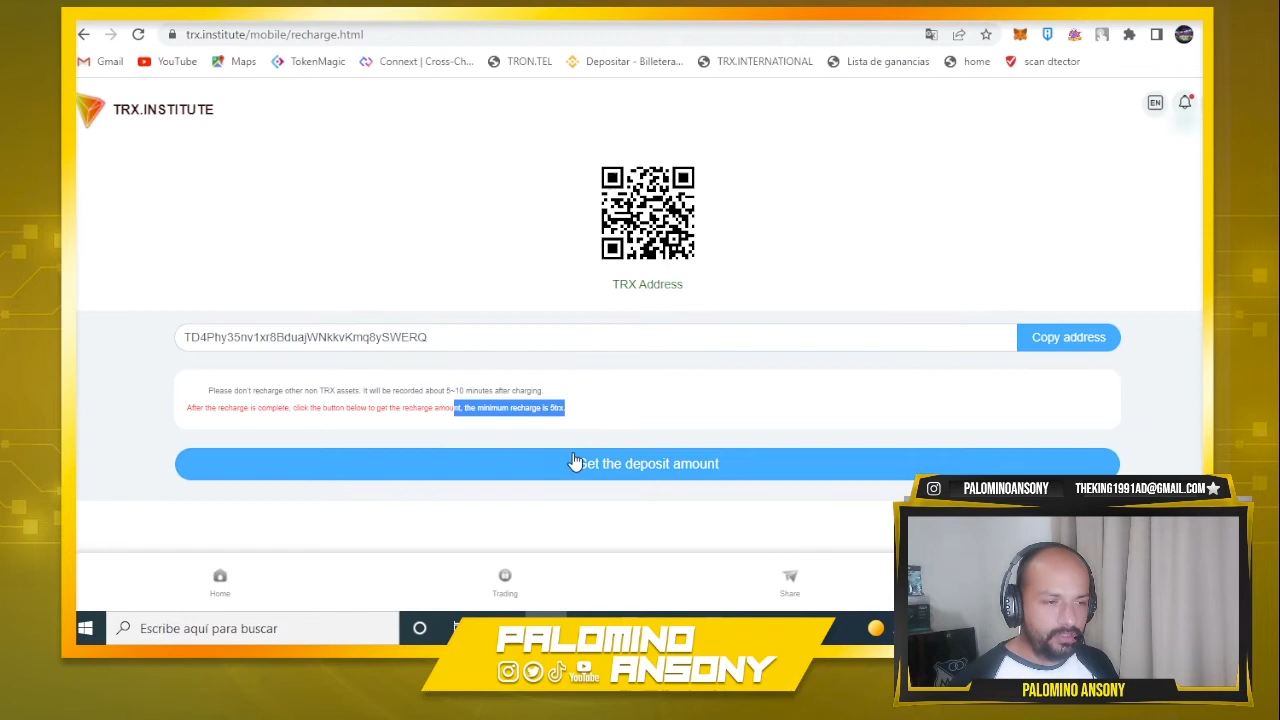 trx.institute/mobile/recharge.html
Gmail YouTube Maps TokenMagic Connext | Cross-Ch... TRON.TEL Depositar - Billetera... TRX.INTERNATIONAL Lista de ganancias home scan dtector
TRX.INSTITUTE
EN
TRX Address
TD4Phy35nv1xr8BduajWNkkvKmq8ySWERQ
Copy address
Please don't recharge other non TRX assets. It will be recorded about 5~10 minutes after charging.
After the recharge is complete, click the button below to get the recharge amount, the minimum recharge is 5trx.
Get the deposit amount
PALOMINOANSONY THEKING1991AD@GMAIL.COM
Home
Trading
Share
Escribe aquí para buscar
PALOMINO
YouTube ANSONY
PALOMINO ANSONY